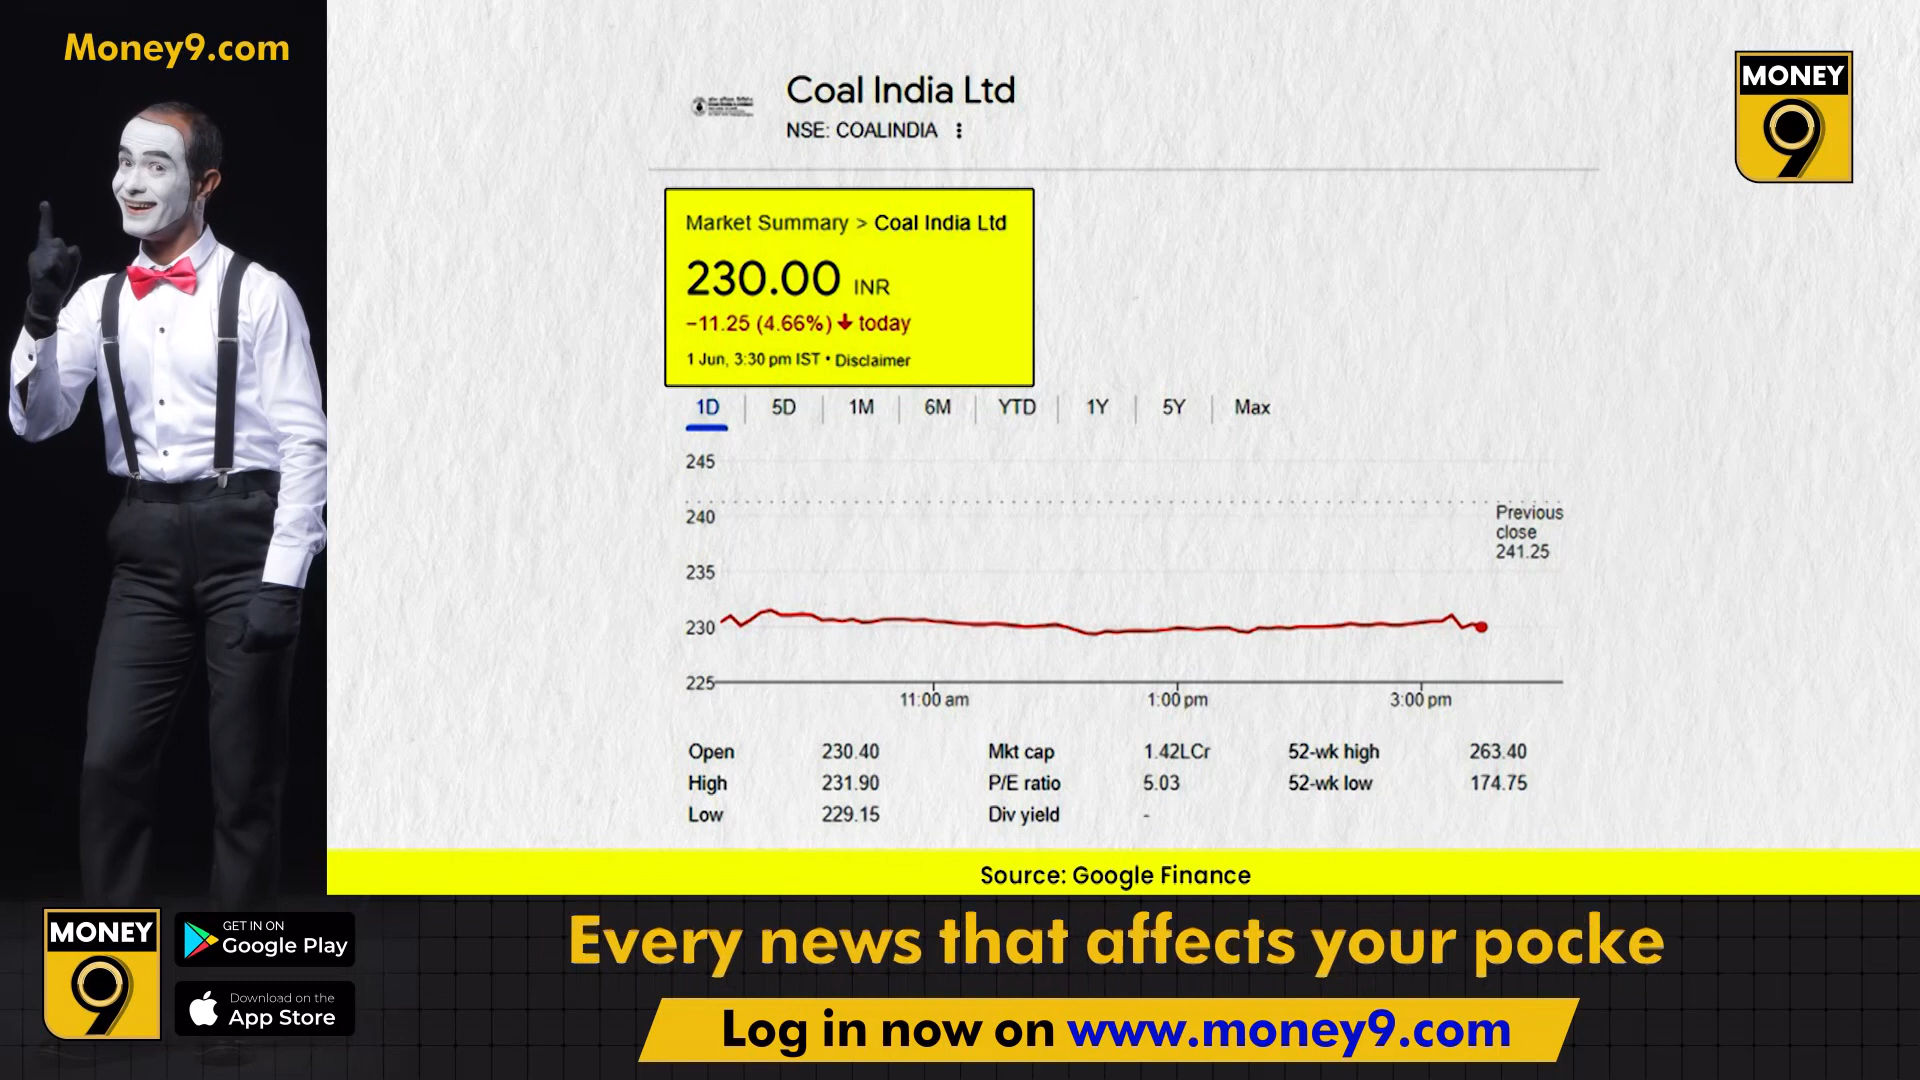 Money9.com
MONEY
9
Coal India Ltd
NSE: COALINDIA
Market Summary > Coal India Ltd
230.00 INR
−11.25 (4.66%) ↓ today
1 Jun, 3:30 pm IST • Disclaimer
1D 5D 1M 6M YTD 1Y 5Y Max
245
240
235
230
225
Previous
close
241.25
11:00 am 1:00 pm 3:00 pm
Open 230.40 Mkt cap 1.42LCr 52-wk high 263.40
High 231.90 P/E ratio 5.03 52-wk low 174.75
Low 229.15 Div yield -
Source: Google Finance
MONEY
9
GET IN ON
Google Play
Download on the
App Store
Every news that affects your pocke
Log in now on www.money9.com